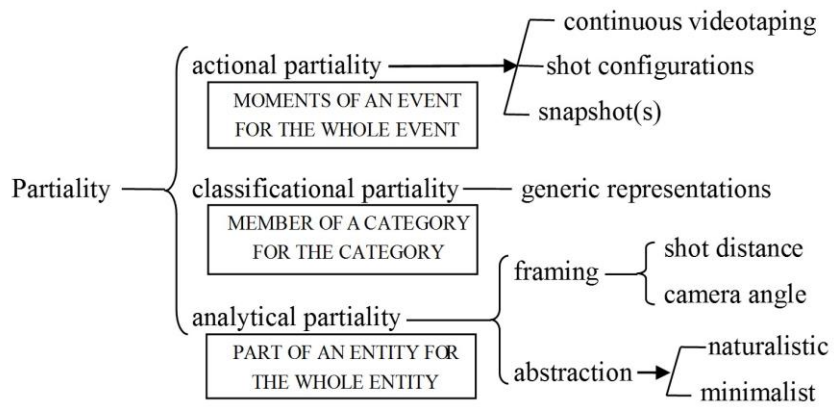 continuous videotaping
actional partiality
shot configurations
MOMENTS OF AN EVENT
FOR THE WHOLE EVENT
snapshot(s)
Partiality
classificational partiality
generic representations
MEMBER OF A CATEGORY
FOR THE CATEGORY
framing
shot distance
camera angle
analytical partiality
PART OF AN ENTITY FOR
THE WHOLE ENTITY
abstraction
naturalistic
minimalist